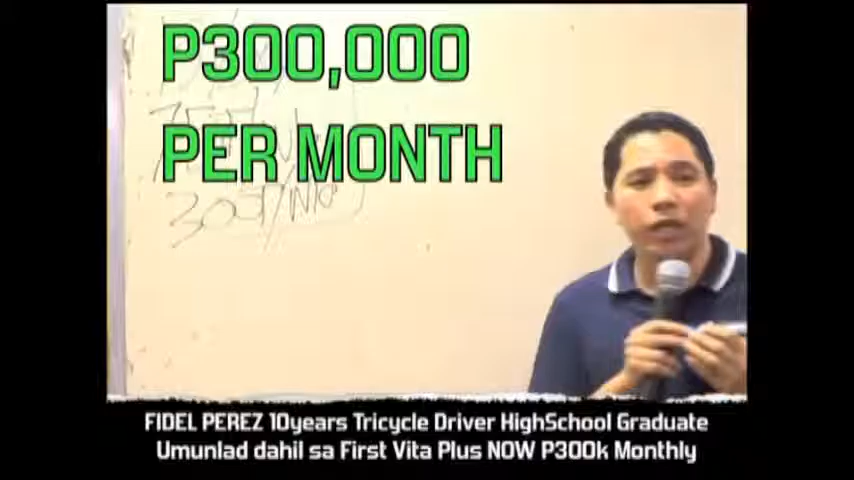 P300,000
PER MONTH
FIDEL PEREZ 10years Tricycle Driver HighSchool Graduate
Umunlad dahil sa First Vita Plus NOW P300k Monthly